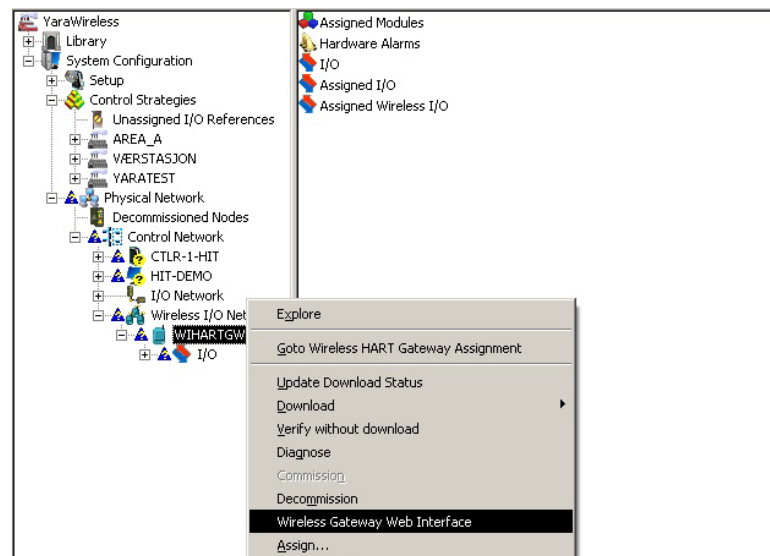 YaraWireless
Library
System Configuration
Setup
Control Strategies
Unassigned I/O References
AREA_A
VÆRSTASJON
YARATEST
Physical Network
Decommissioned Nodes
Control Network
CTLR-1-HIT
HIT-DEMO
I/O Network
Wireless I/O Net
WIHARTGW
I/O
Assigned Modules
Hardware Alarms
I/O
Assigned I/O
Assigned Wireless I/O
Explore
Goto Wireless HART Gateway Assignment
Update Download Status
Download
Verify without download
Diagnose
Commission
Decommission
Wireless Gateway Web Interface
Assign...